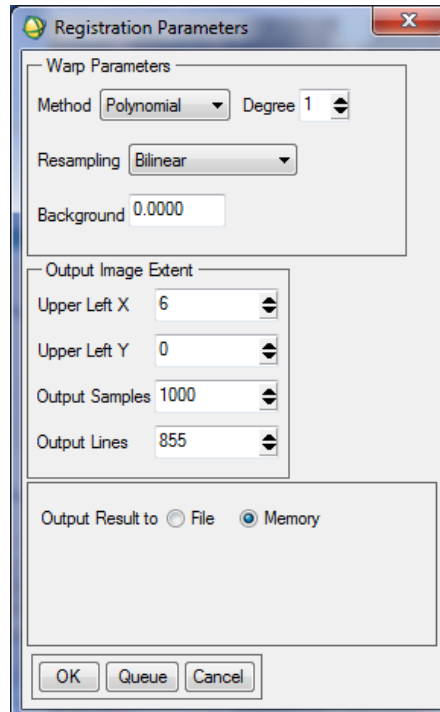 Registration Parameters
Warp Parameters
Method Polynomial Degree 1
Resampling Bilinear
Background 0.0000
Output Image Extent
Upper Left X 6
Upper Left Y 0
Output Samples 1000
Output Lines 855
Output Result to File Memory
OK Queue Cancel